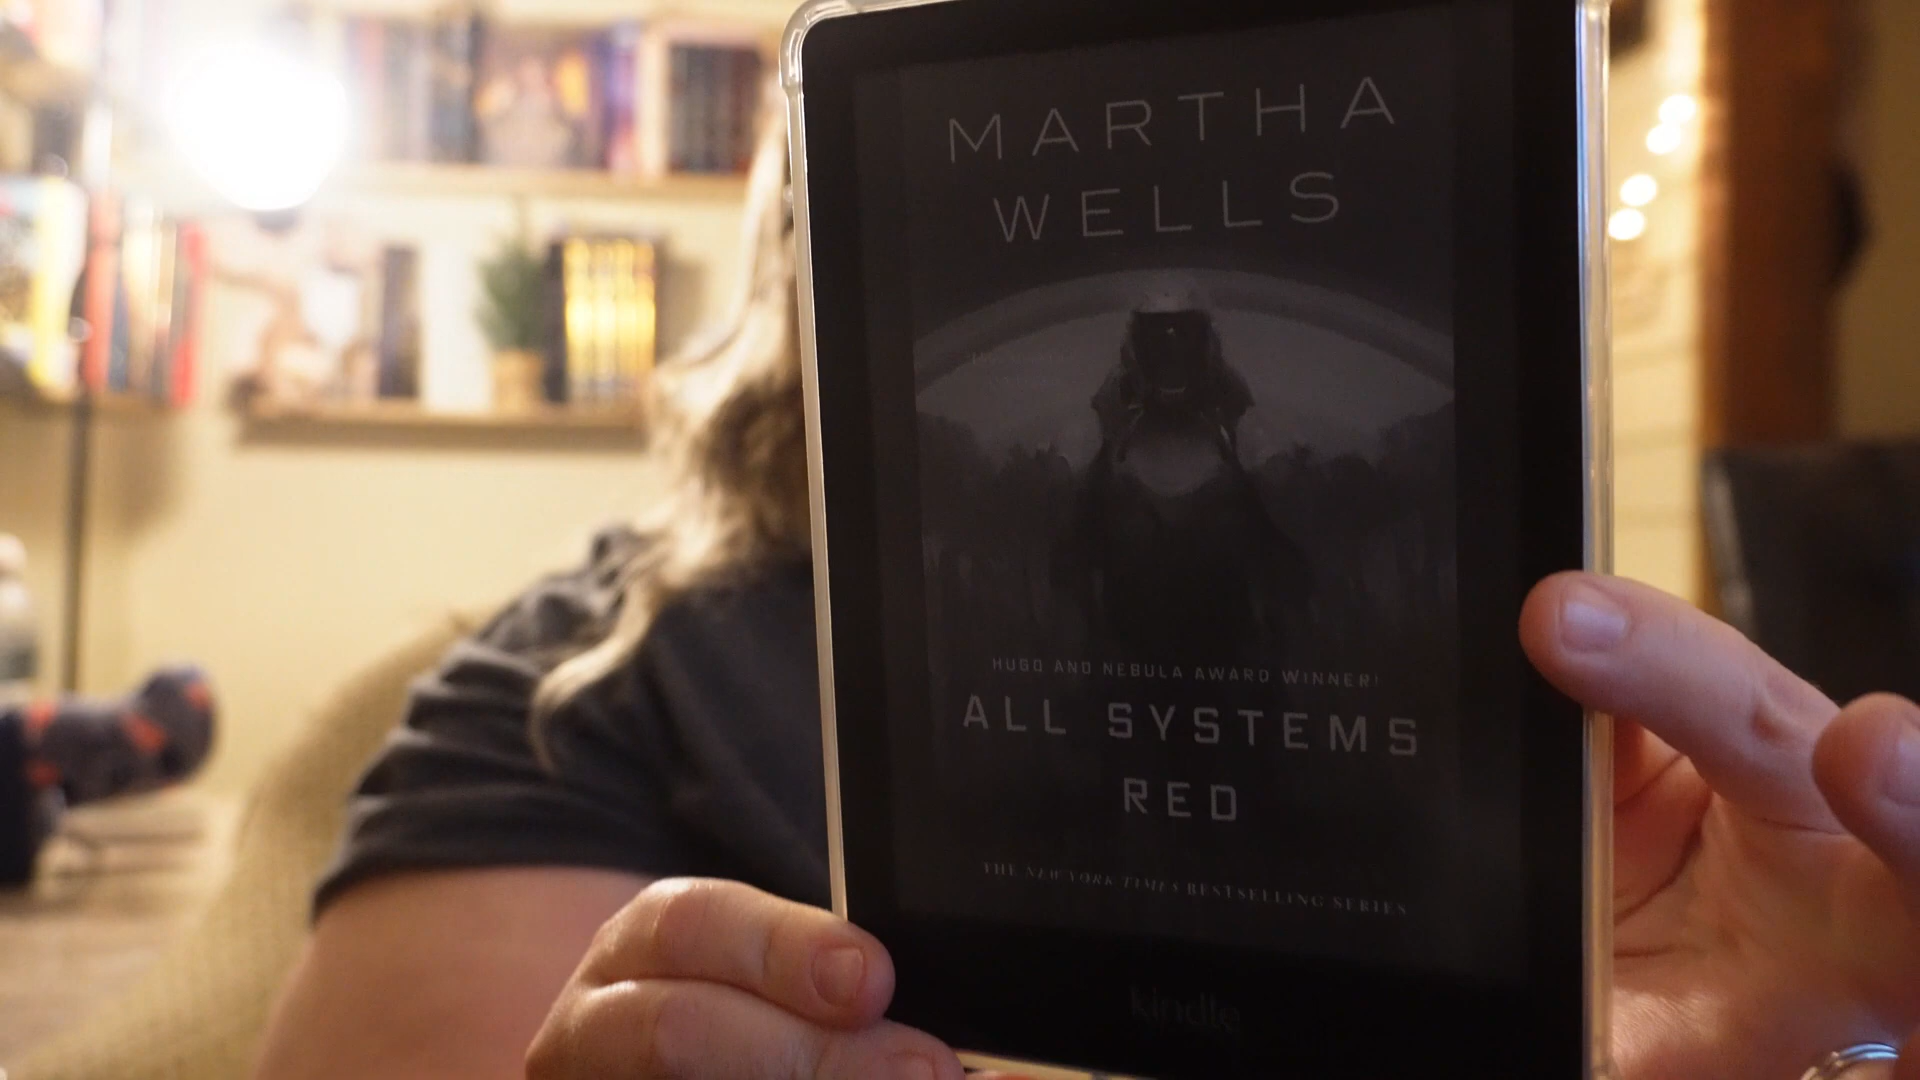 MARTHA
WELLS
HUGO AND NEBULA AWARD WINNER!
ALL SYSTEMS
RED
THE NEW YORK TIMES BESTSELLING SERIES
kindle